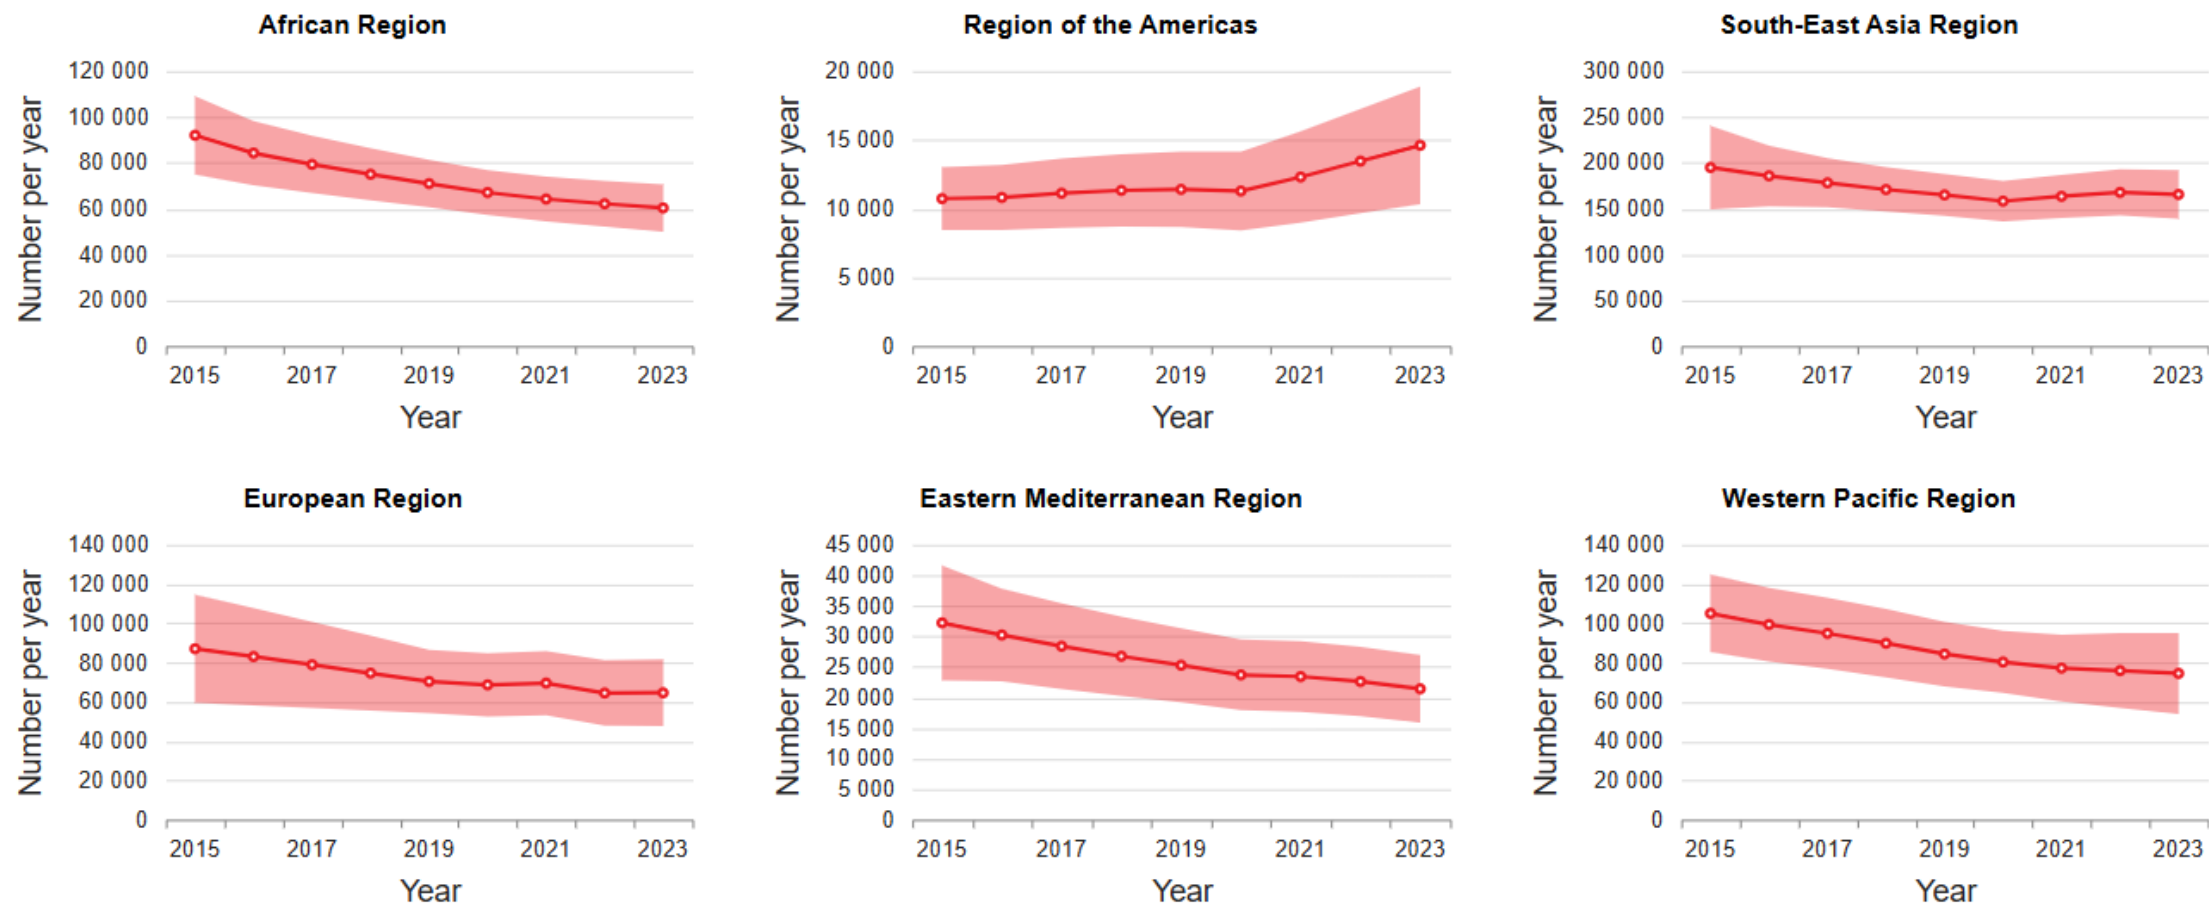 African Region
120 000
100 000
80 000
60 000
40 000
20 000
0
Number per year
2015 2017 2019 2021 2023
Year
Region of the Americas
20 000
15 000
10 000
5 000
0
Number per year
2015 2017 2019 2021 2023
Year
South-East Asia Region
300 000
250 000
200 000
150 000
100 000
50 000
0
Number per year
2015 2017 2019 2021 2023
Year
European Region
140 000
120 000
100 000
80 000
60 000
40 000
20 000
0
Number per year
2015 2017 2019 2021 2023
Year
Eastern Mediterranean Region
45 000
40 000
35 000
30 000
25 000
20 000
15 000
10 000
5 000
0
Number per year
2015 2017 2019 2021 2023
Year
Western Pacific Region
140 000
120 000
100 000
80 000
60 000
40 000
20 000
0
Number per year
2015 2017 2019 2021 2023
Year